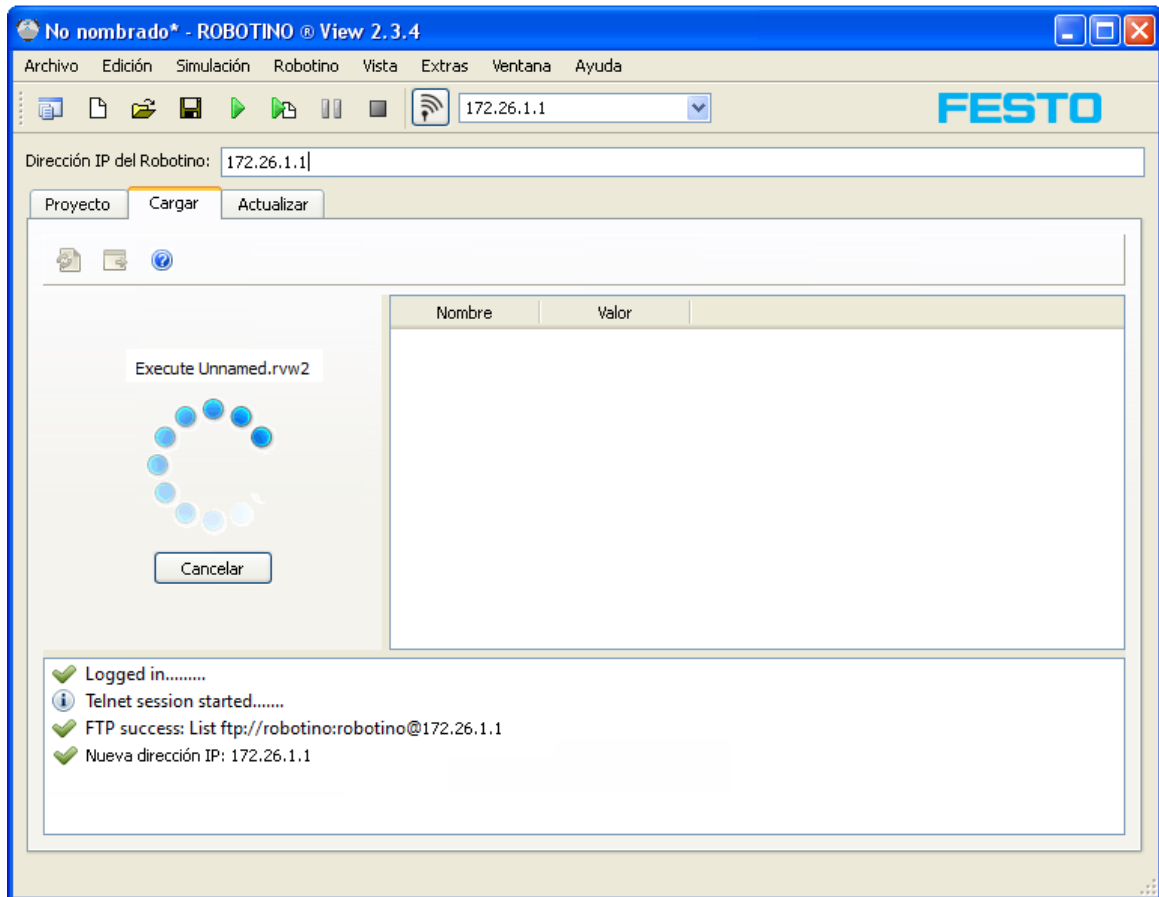 No nombrado* - ROBOTINO ® View 2.3.4
Archivo Edición Simulación Robotino Vista Extras Ventana Ayuda
172.26.1.1
FESTO
Dirección IP del Robotino: 172.26.1.1
Proyecto Cargar Actualizar
Nombre Valor
Execute Unnamed.rvw2
Cancelar
Logged in.........
Telnet session started.......
FTP success: List ftp://robotino:robotino@172.26.1.1
Nueva dirección IP: 172.26.1.1